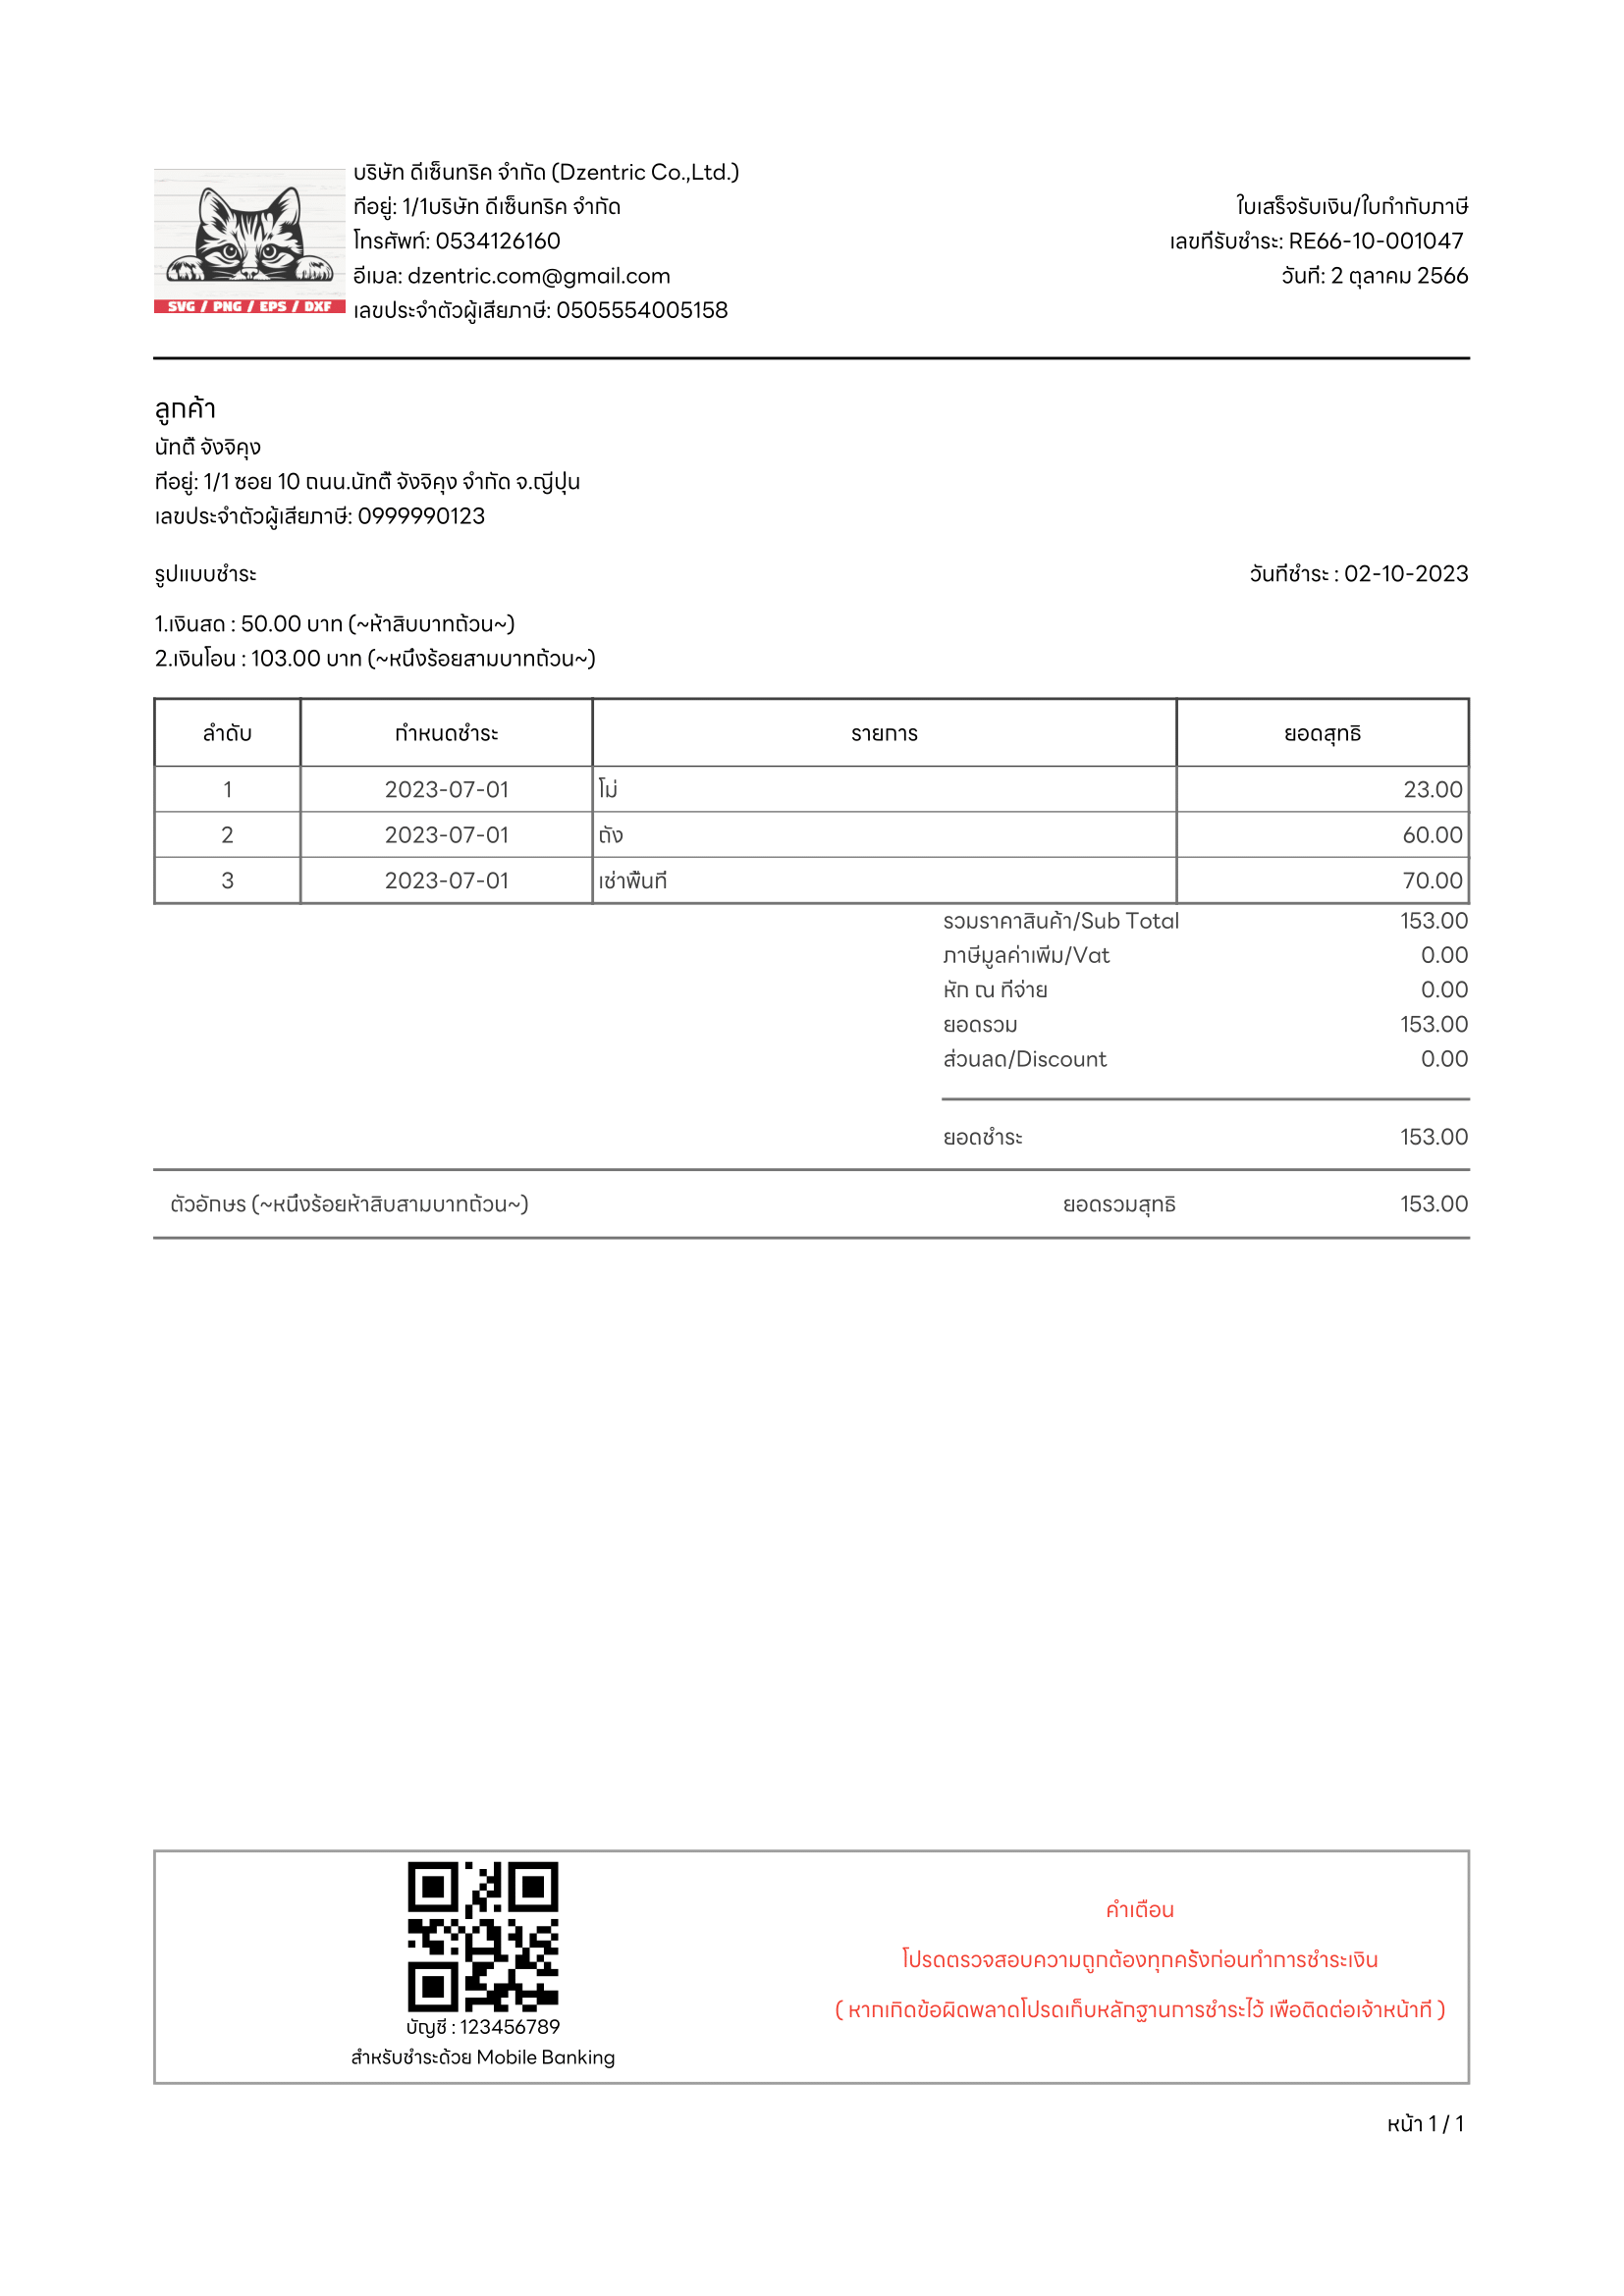 บริษัท ดีเซ็นทริค จำกัด (Dzentric Co.,Ltd.)
ที่อยู่: 1/1บริษัท ดีเซ็นทริค จำกัด
โทรศัพท์: 0534126160
อีเมล: dzentric.com@gmail.com
เลขประจำตัวผู้เสียภาษี: 0505554005158
SVG / PNG / EPS / DXF
ใบเสร็จรับเงิน/ใบกำกับภาษี
เลขที่รับชำระ: RE66-10-001047
วันที่: 2 ตุลาคม 2566
ลูกค้า
นัทตี้ จังจิคุง
ที่อยู่: 1/1 ซอย 10 ถนน.นัทตี้ จังจิคุง จำกัด จ.ญี่ปุ่น
เลขประจำตัวผู้เสียภาษี: 0999990123
รูปแบบชำระ วันที่ชำระ : 02-10-2023
1.เงินสด : 50.00 บาท (~ห้าสิบบาทถ้วน~)
2.เงินโอน : 103.00 บาท (~หนึ่งร้อยสามบาทถ้วน~)
ลำดับ กำหนดชำระ รายการ ยอดสุทธิ
1 2023-07-01 โม่ 23.00
2 2023-07-01 ถัง 60.00
3 2023-07-01 เช่าพื้นที่ 70.00
รวมราคาสินค้า/Sub Total 153.00
ภาษีมูลค่าเพิ่ม/Vat 0.00
หัก ณ ที่จ่าย 0.00
ยอดรวม 153.00
ส่วนลด/Discount 0.00
ยอดชำระ 153.00
ตัวอักษร (~หนึ่งร้อยห้าสิบสามบาทถ้วน~) ยอดรวมสุทธิ 153.00
บัญชี : 123456789
สำหรับชำระด้วย Mobile Banking
คำเตือน
โปรดตรวจสอบความถูกต้องทุกครั้งก่อนทำการชำระเงิน
( หากเกิดข้อผิดพลาดโปรดเก็บหลักฐานการชำระไว้ เพื่อติดต่อเจ้าหน้าที่ )
หน้า 1 / 1